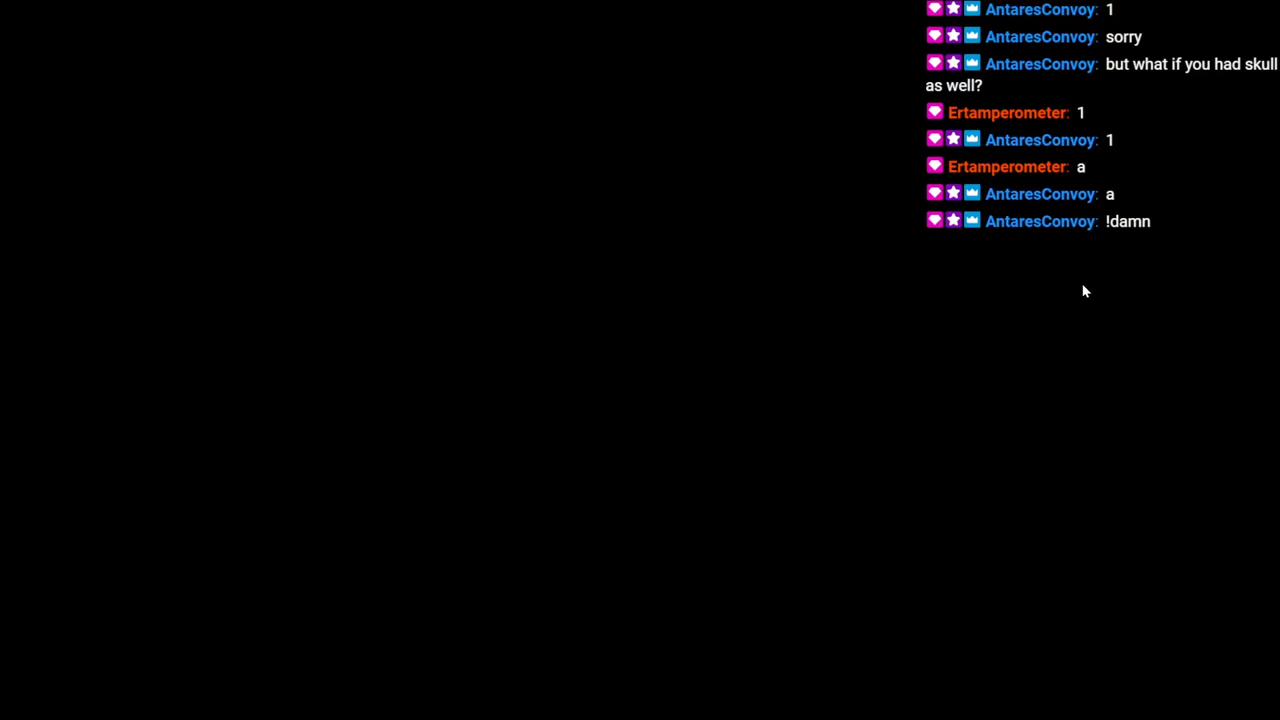 AntaresConvoy: 1
AntaresConvoy: sorry
AntaresConvoy: but what if you had skull
as well?
Ertamperometer: 1
AntaresConvoy: 1
Ertamperometer: a
AntaresConvoy: a
AntaresConvoy: !damn